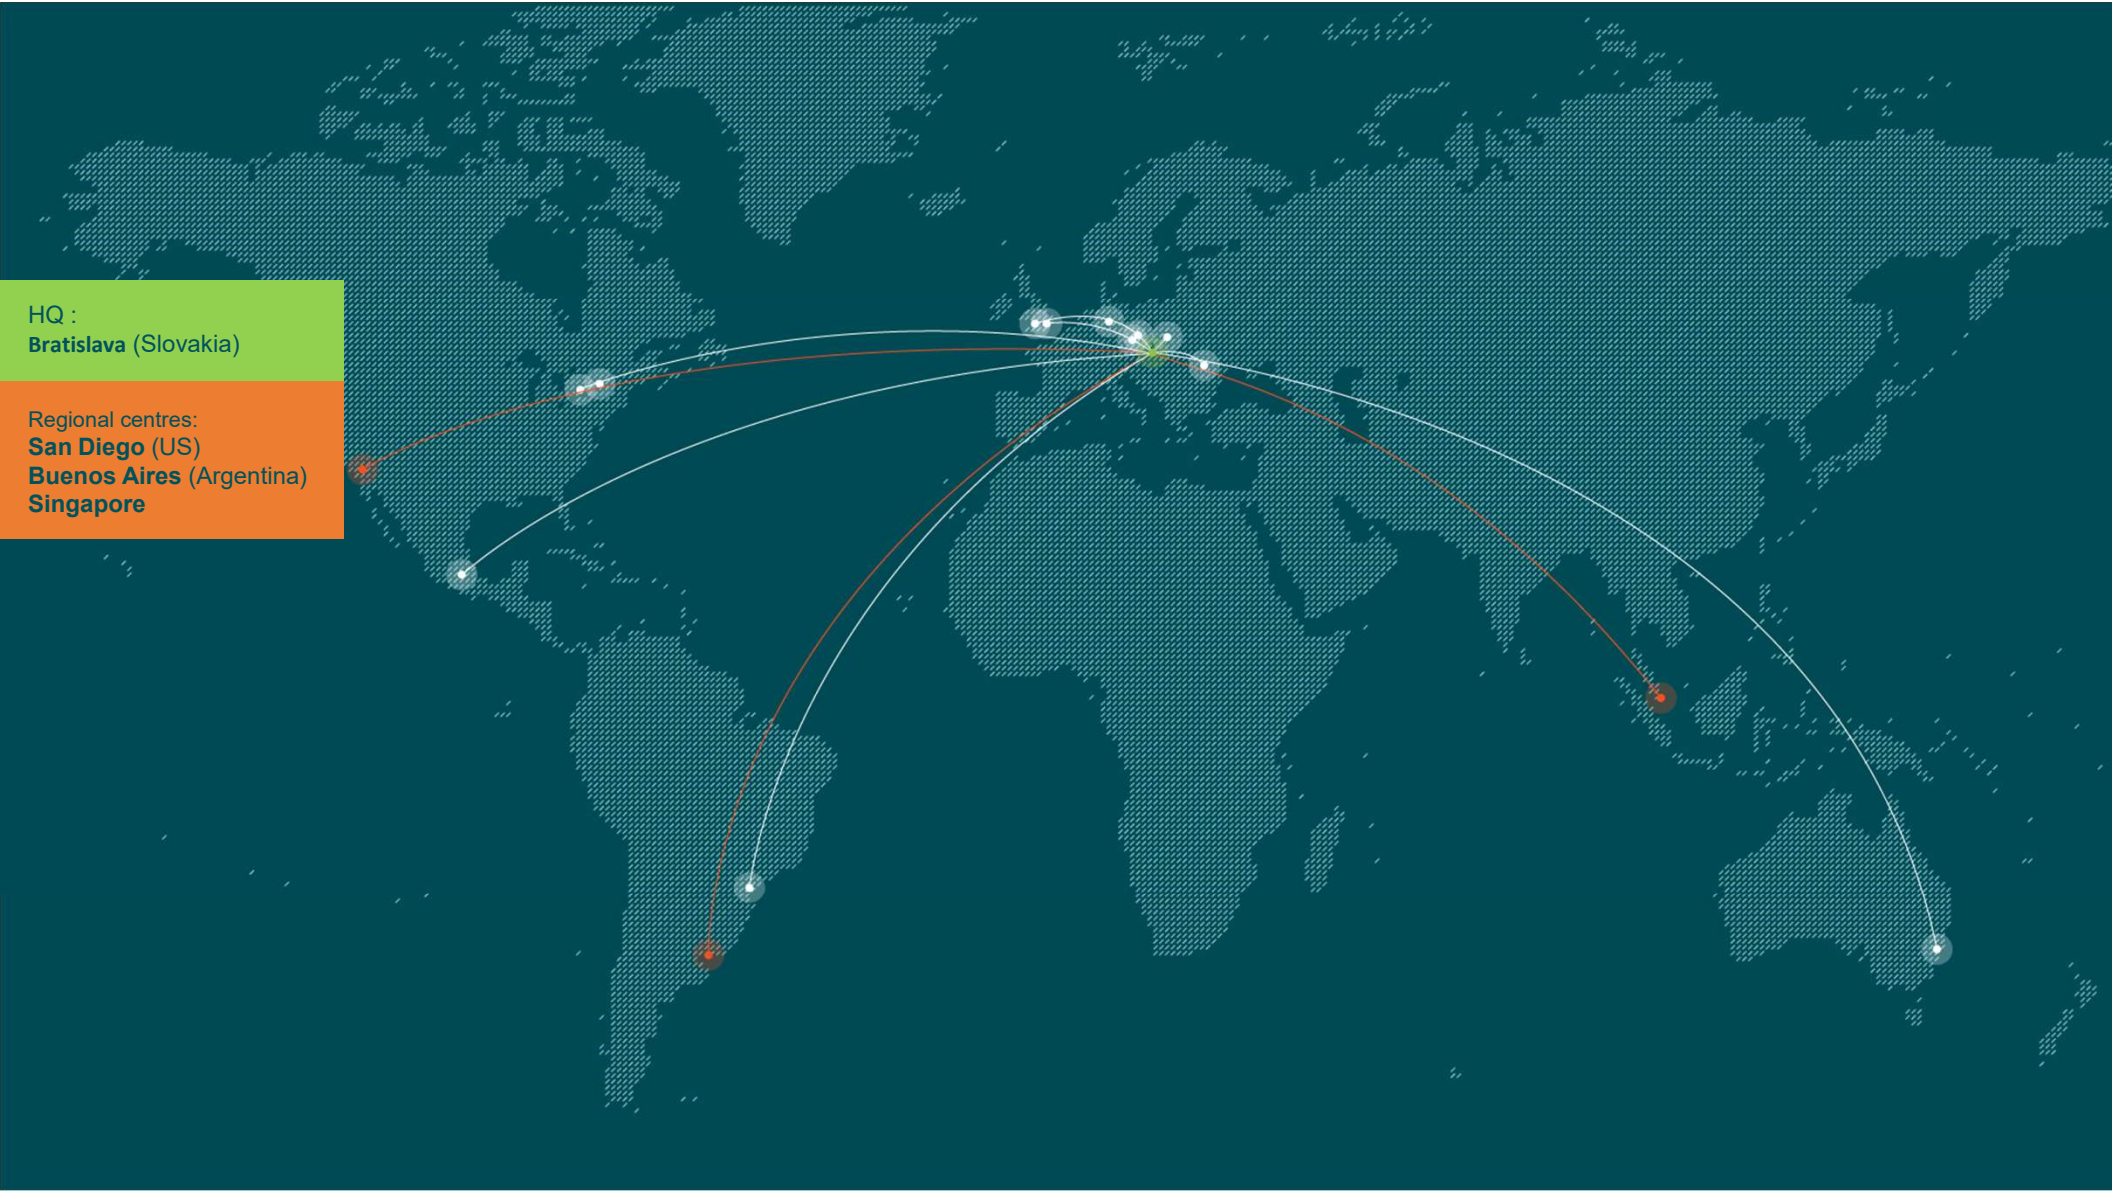 HQ :
Bratislava (Slovakia)
Regional centres:
San Diego (US)
Buenos Aires (Argentina)
Singapore